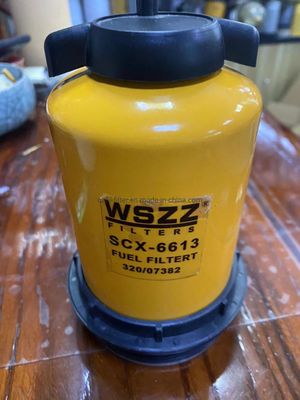 WSZZ®
FILTERS
SCX-6613
FUEL FILTERT
320/07382